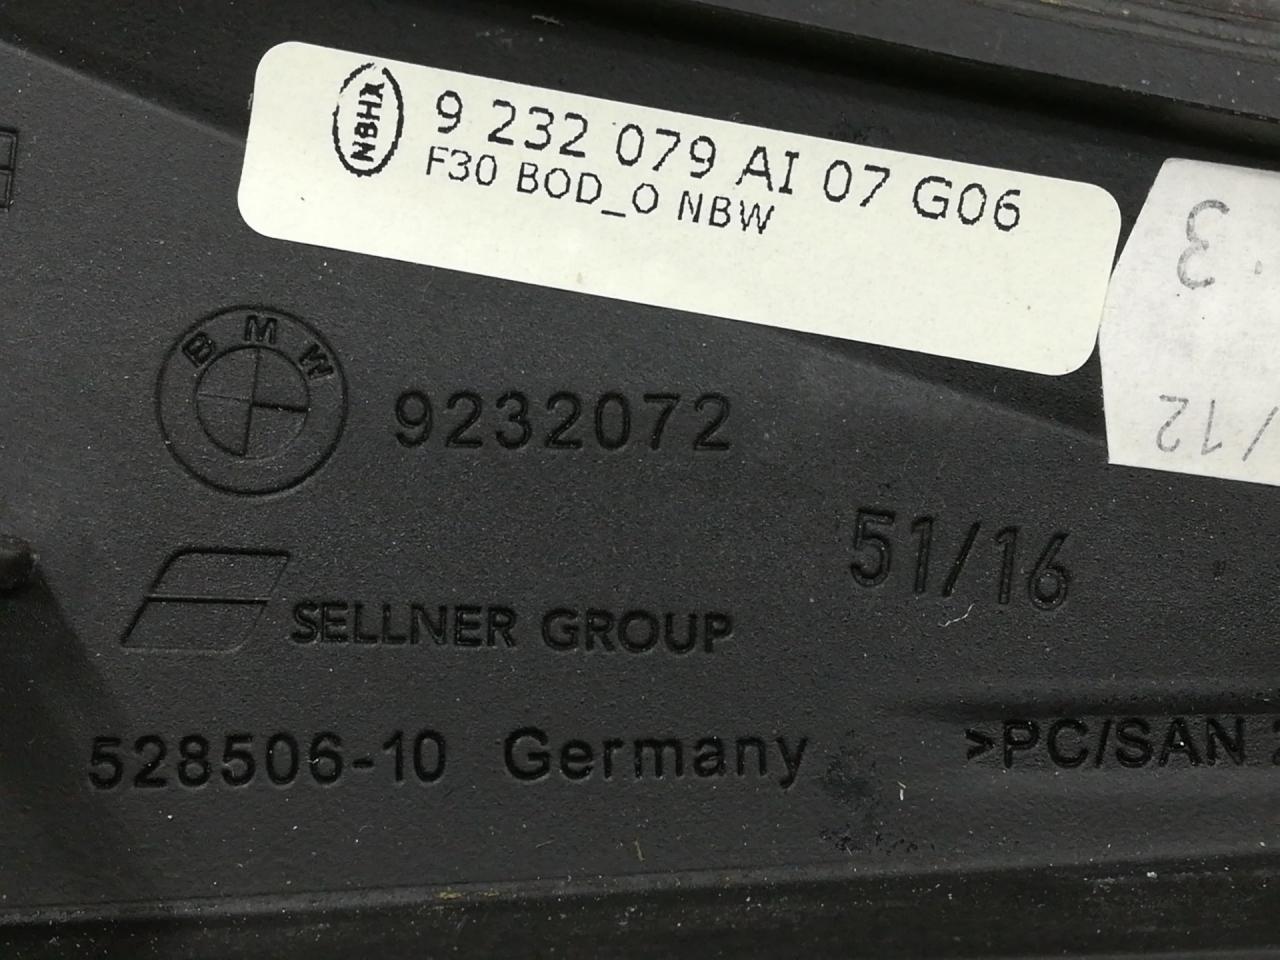 NBHX
9 232 079 AI 07 G06
F30 BOD_O NBW
3
/12
BMW
9232072
51/16
SELLNER GROUP
528506-10 Germany
>PC/SAN